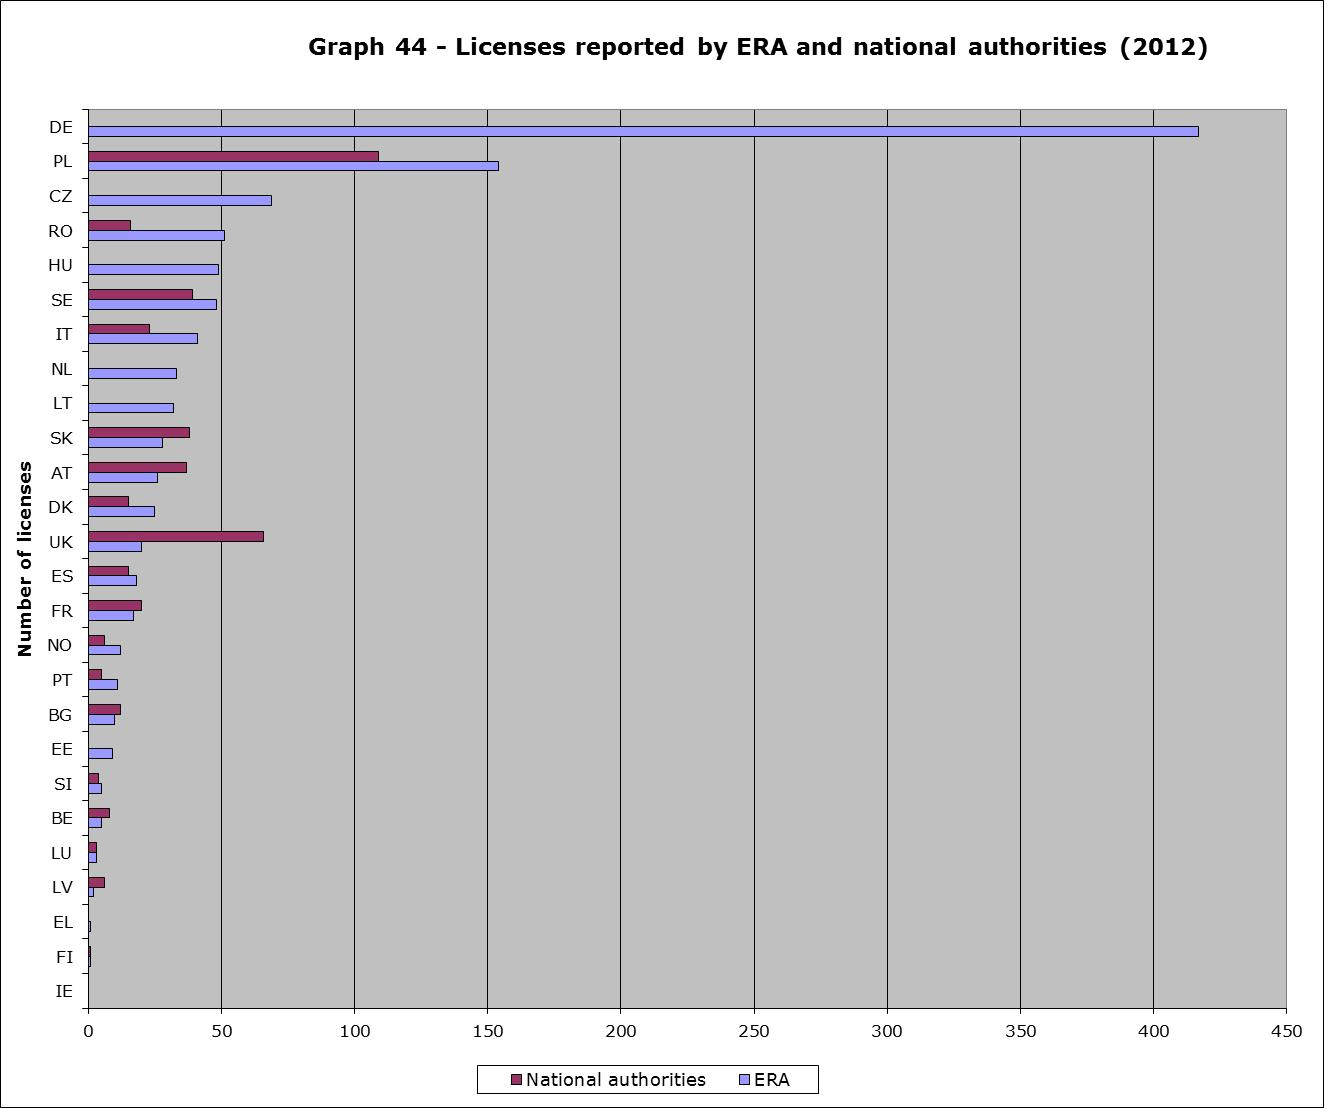 Graph 44 - Licenses reported by ERA and national authorities (2012)
Number of licenses
DE
PL
CZ
RO
HU
SE
IT
NL
LT
SK
AT
DK
UK
ES
FR
NO
PT
BG
EE
SI
BE
LU
LV
EL
FI
IE
0 50 100 150 200 250 300 350 400 450
National authorities ERA